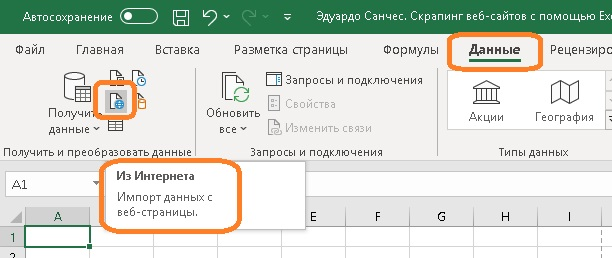 Автосохранение
Эдуардо Санчес. Скрапинг веб-сайтов с помощью Exc
Файл Главная Вставка Разметка страницы Формулы Данные Рецензиро
Получить данные
Обновить все
Запросы и подключения
Свойства
Изменить связи
Акции
География
Получить и преобразовать данные
Запросы и подключения
Типы данных
A1
Из Интернета
Импорт данных с
веб-страницы.
A E F G H I
1
2